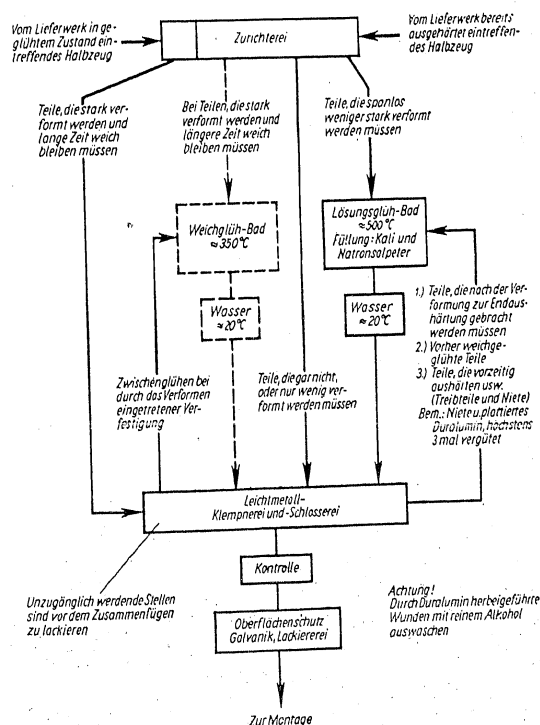 Vom Lieferwerk in ge-
glühtem Zustand ein-
treffendes Halbzeug
Zurichterei
Vom Lieferwerk bereits
ausgehärtet eintreffen-
des Halbzeug
Teile, die stark ver-
formt werden und
lange Zeit weich
bleiben müssen
Bei Teilen, die stark
verformt werden und
längere Zeit weich
bleiben müssen
Teile, die spanlos
weniger stark verformt
werden müssen
Weichglüh-Bad
≈350°C
Lösungsglüh-Bad
≈500°C
Füllung: Kali und
Natronsalpeter
Wasser
≈20°C
Wasser
≈20°C
1.) Teile, die nach der Ver-
formung zur Endaus-
härtung gebracht
werden müssen
2.) Vorher weichge-
glühte Teile
3.) Teile, die vorzeitig
aushärten usw.
(Treibteile und Niete)
Bem.: Niete u. plattiertes
Duralumin, höchstens
3 mal vergütet
Zwischenglühen bei
durch das Verformen
eingetretener Ver-
festigung
Teile, die gar nicht,
oder nur wenig ver-
formt werden müssen
Leichtmetall-
Klempnerei und -Schlosserei
Kontrolle
Unzugänglich werdende Stellen
sind vor dem Zusammenfügen
zu lackieren
Oberflächenschutz
Galvanik, Lackiererei
Achtung!
Durch Duralumin herbeigeführte
Wunden mit reinem Alkohol
auswaschen
Zur Montage